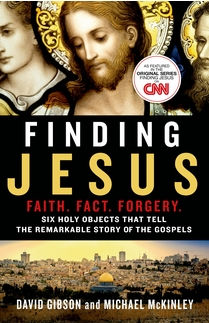 AS FEATURED
IN THE
ORIGINAL SERIES
FINDING JESUS
CNN
FINDING
JESUS
FAITH. FACT. FORGERY.
SIX HOLY OBJECTS THAT TELL
THE REMARKABLE STORY OF THE GOSPELS
DAVID GIBSON and MICHAEL McKINLEY